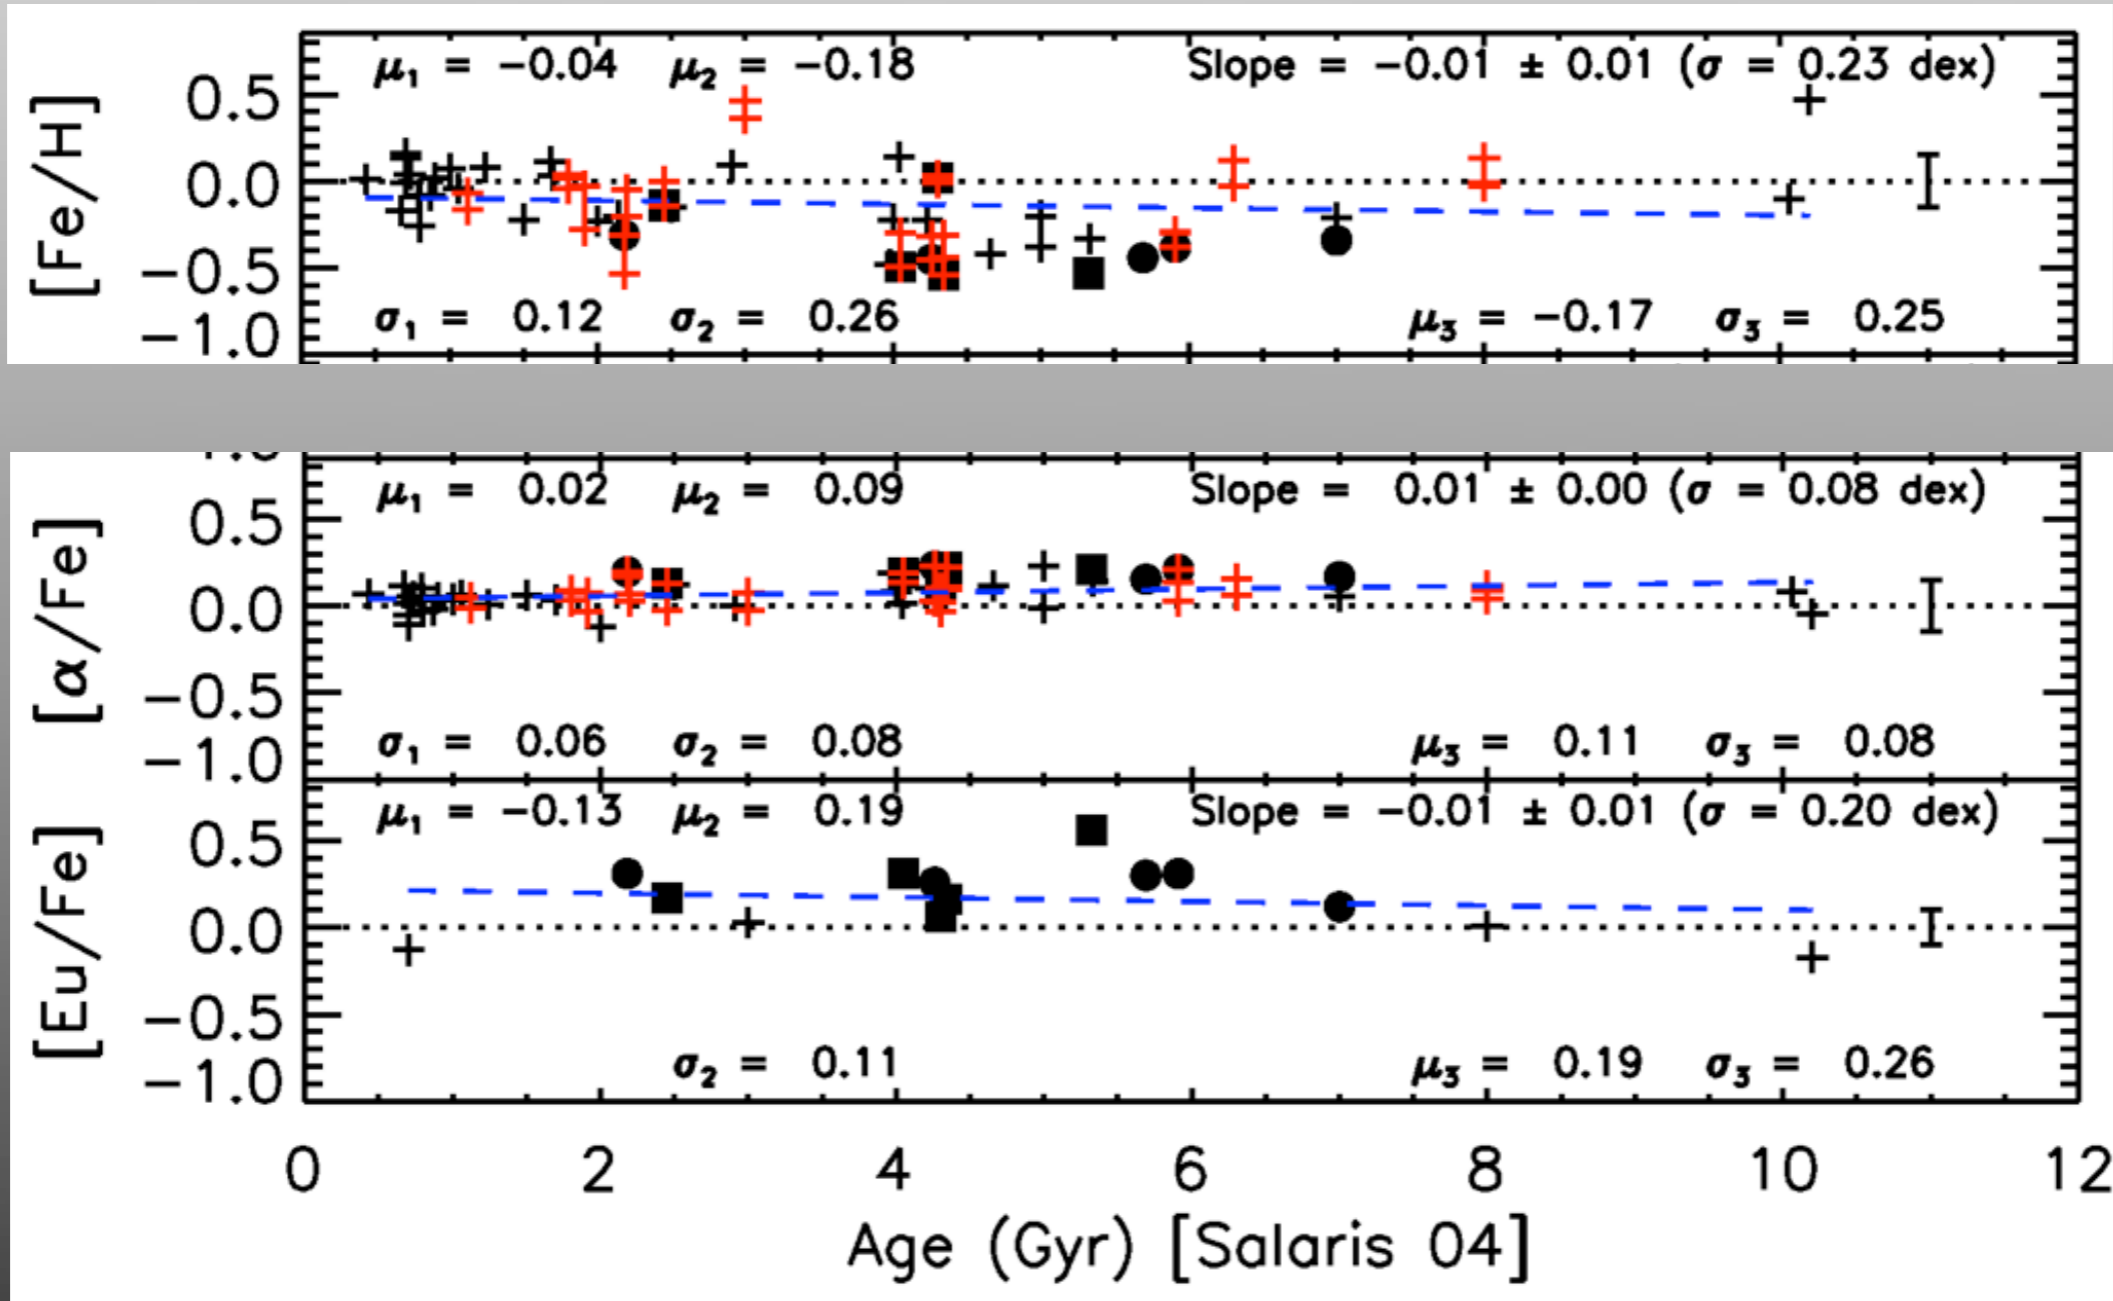 μ₁ = −0.04 μ₂ = −0.18 Slope = −0.01 ± 0.01 (σ = 0.23 dex)
[Fe/H]
0.5
0.0
−0.5
−1.0
σ₁ = 0.12 σ₂ = 0.26 μ₃ = −0.17 σ₃ = 0.25
μ₁ = 0.02 μ₂ = 0.09 Slope = 0.01 ± 0.00 (σ = 0.08 dex)
[α/Fe]
0.5
0.0
−0.5
−1.0
σ₁ = 0.06 σ₂ = 0.08 μ₃ = 0.11 σ₃ = 0.08
μ₁ = −0.13 μ₂ = 0.19 Slope = −0.01 ± 0.01 (σ = 0.20 dex)
[Eu/Fe]
0.5
0.0
−0.5
−1.0
σ₂ = 0.11 μ₃ = 0.19 σ₃ = 0.26
0 2 4 6 8 10 12
Age (Gyr) [Salaris 04]